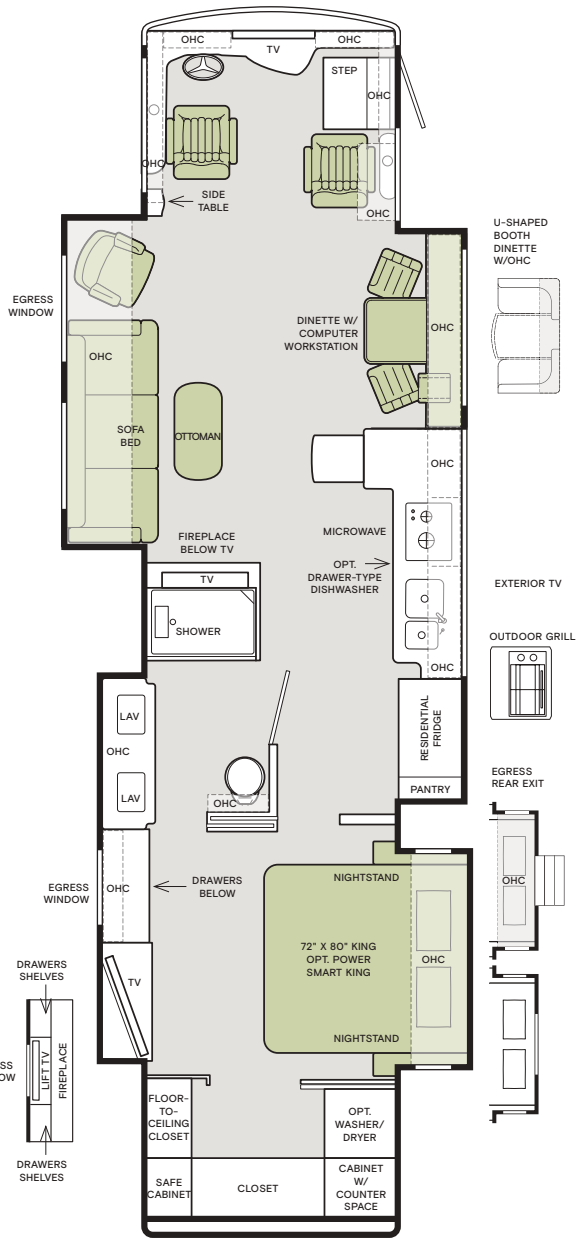 OHC
TV
OHC
STEP
OHC
OHC
SIDE
TABLE
OHC
U-SHAPED
BOOTH
DINETTE
W/OHC
EGRESS
WINDOW
DINETTE W/
COMPUTER
WORKSTATION
OHC
OHC
SOFA
BED
OTTOMAN
OHC
MICROWAVE
FIREPLACE
BELOW TV
OPT.
DRAWER-TYPE
DISHWASHER
TV
EXTERIOR TV
SHOWER
OUTDOOR GRILL
OHC
LAV
OHC
LAV
RESIDENTIAL
FRIDGE
PANTRY
EGRESS
REAR EXIT
OHC
EGRESS
WINDOW
OHC
DRAWERS
BELOW
NIGHTSTAND
OHC
72" X 80" KING
OPT. POWER
SMART KING
OHC
TV
NIGHTSTAND
DRAWERS
SHELVES
LIFT TV
FIREPLACE
DRAWERS
SHELVES
FLOOR-
TO-
CEILING
CLOSET
OPT.
WASHER/
DRYER
SAFE
CABINET
CLOSET
CABINET
W/
COUNTER
SPACE